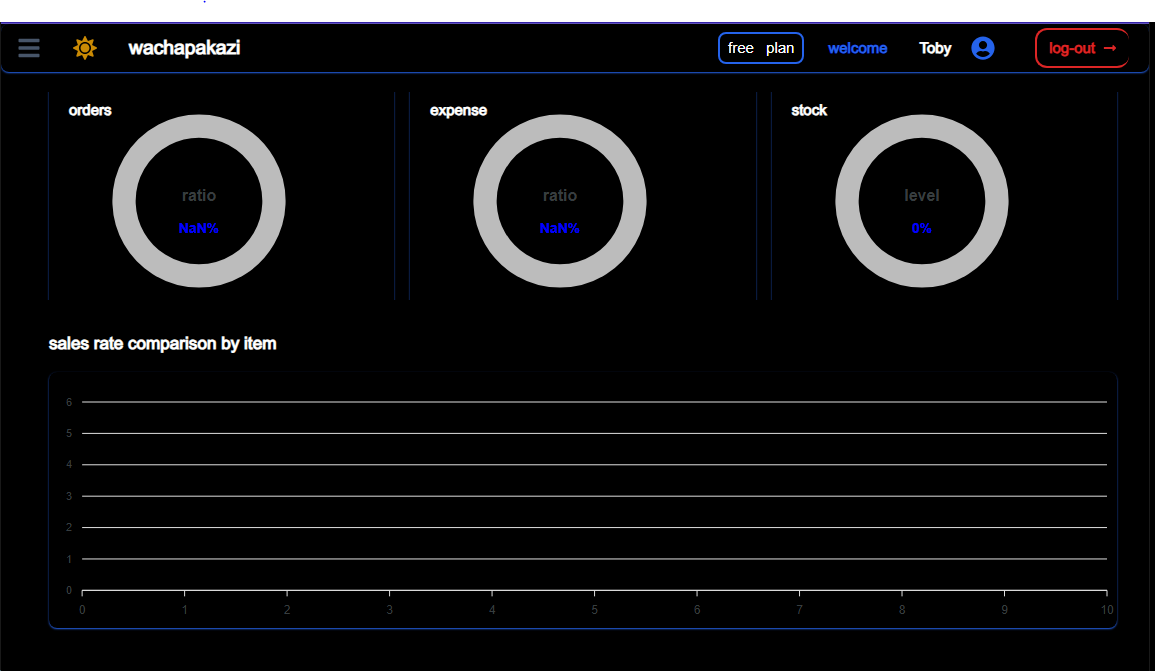 wachapakazi free plan welcome Toby log-out →
orders expense stock
ratio ratio level
NaN% NaN% 0%
sales rate comparison by item
6
5
4
3
2
1
0
0 1 2 3 4 5 6 7 8 9 10